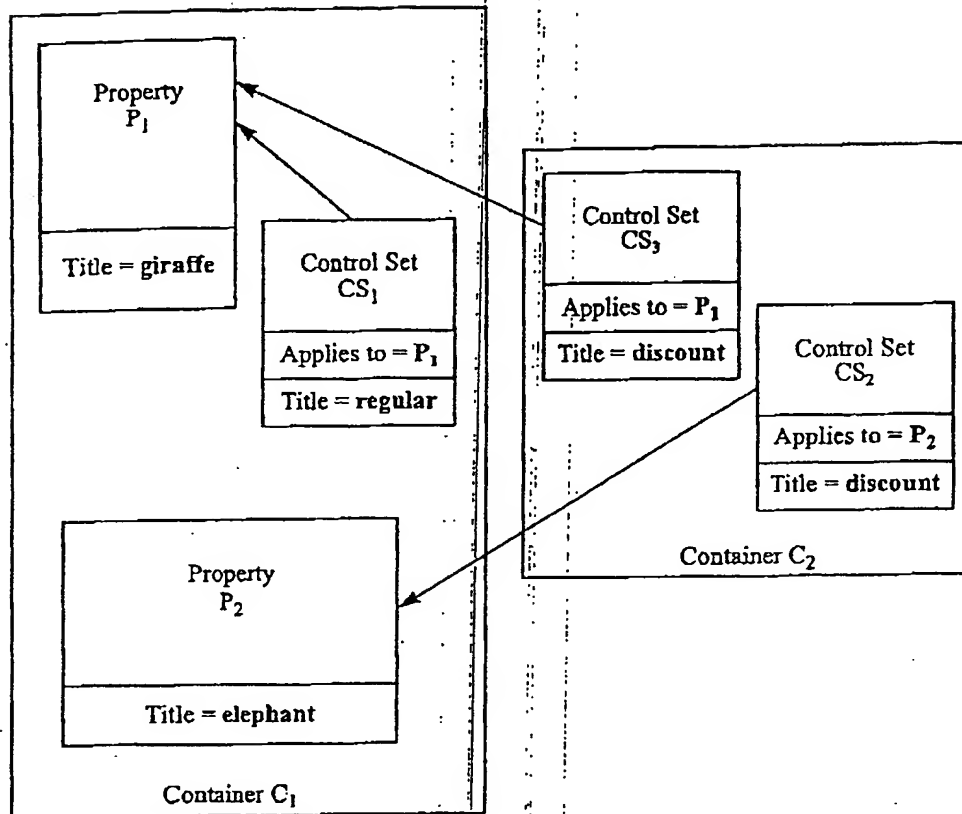 Property
P₁
Title = giraffe
Control Set
CS₁
Applies to = P₁
Title = regular
Property
P₂
Title = elephant
Container C₁
Control Set
CS₃
Applies to = P₁
Title = discount
Control Set
CS₂
Applies to = P₂
Title = discount
Container C₂